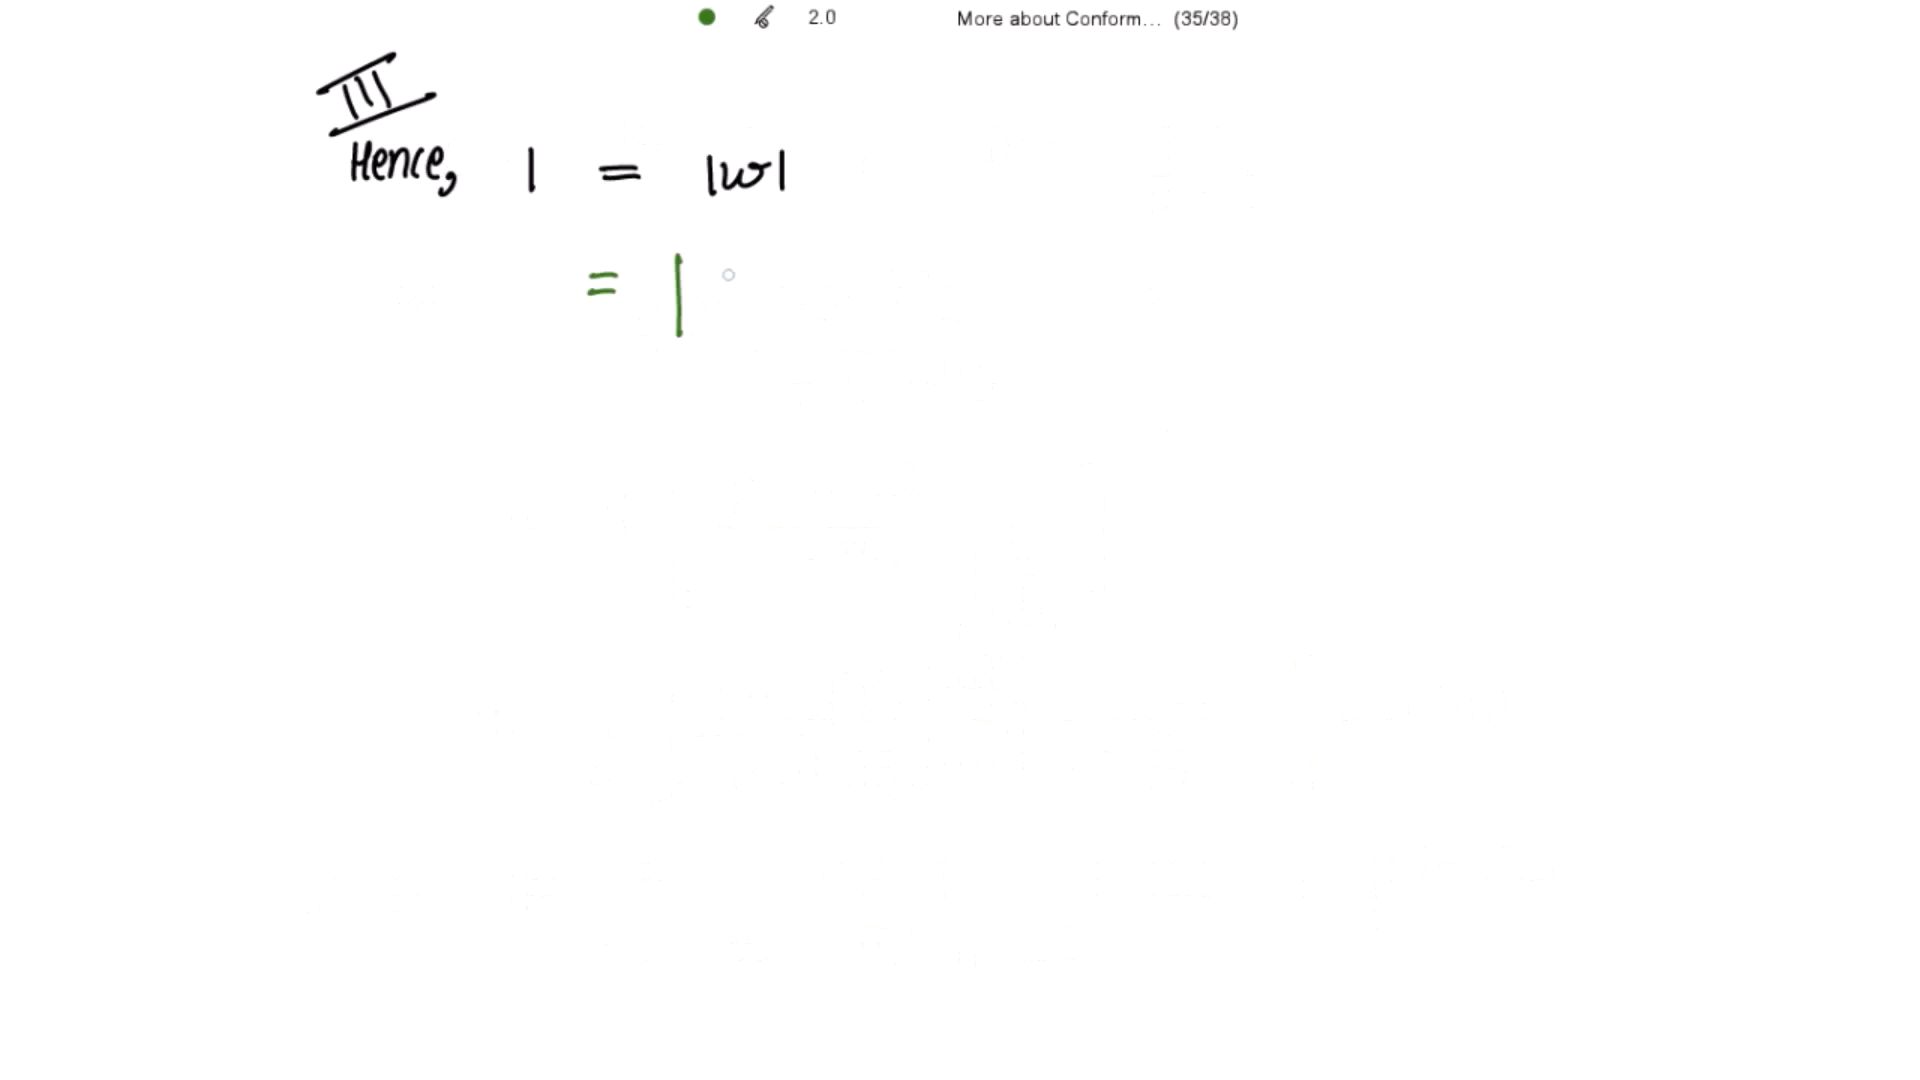 2.0 More about Conform... (35/38)
III
Hence, 1 = |w|
= |